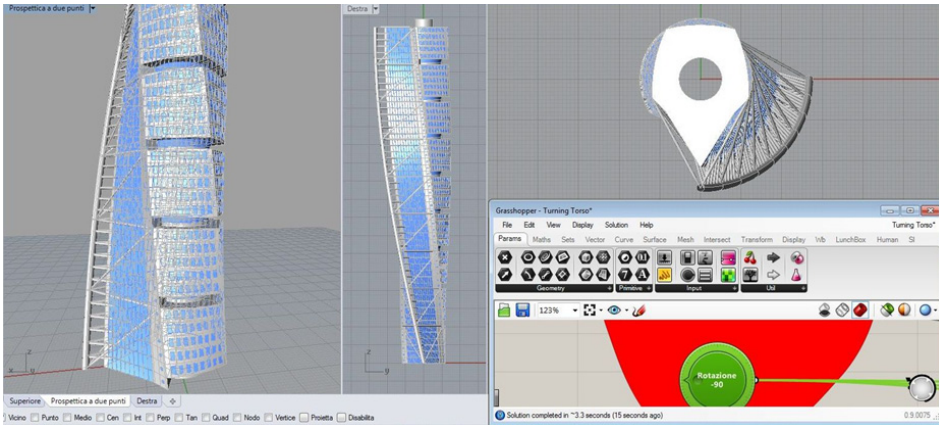 Prospettica a due punti
Destra
Grasshopper - Turning Torso*
File Edit View Display Solution Help
Turning Torso*
Params Maths Sets Vector Curve Surface Mesh Intersect Transform Display Wb LunchBox Human SI
Geometry Primitive Input Util
123%
Rotazione
-90
Solution completed in ~3.3 seconds (15 seconds ago)
0.9.0075
z
x
z
y
Superiore Prospettica a due punti Destra
Vicino Punto Medio Cen Int Perp Tan Quad Nodo Vertice Proietta Disabilita